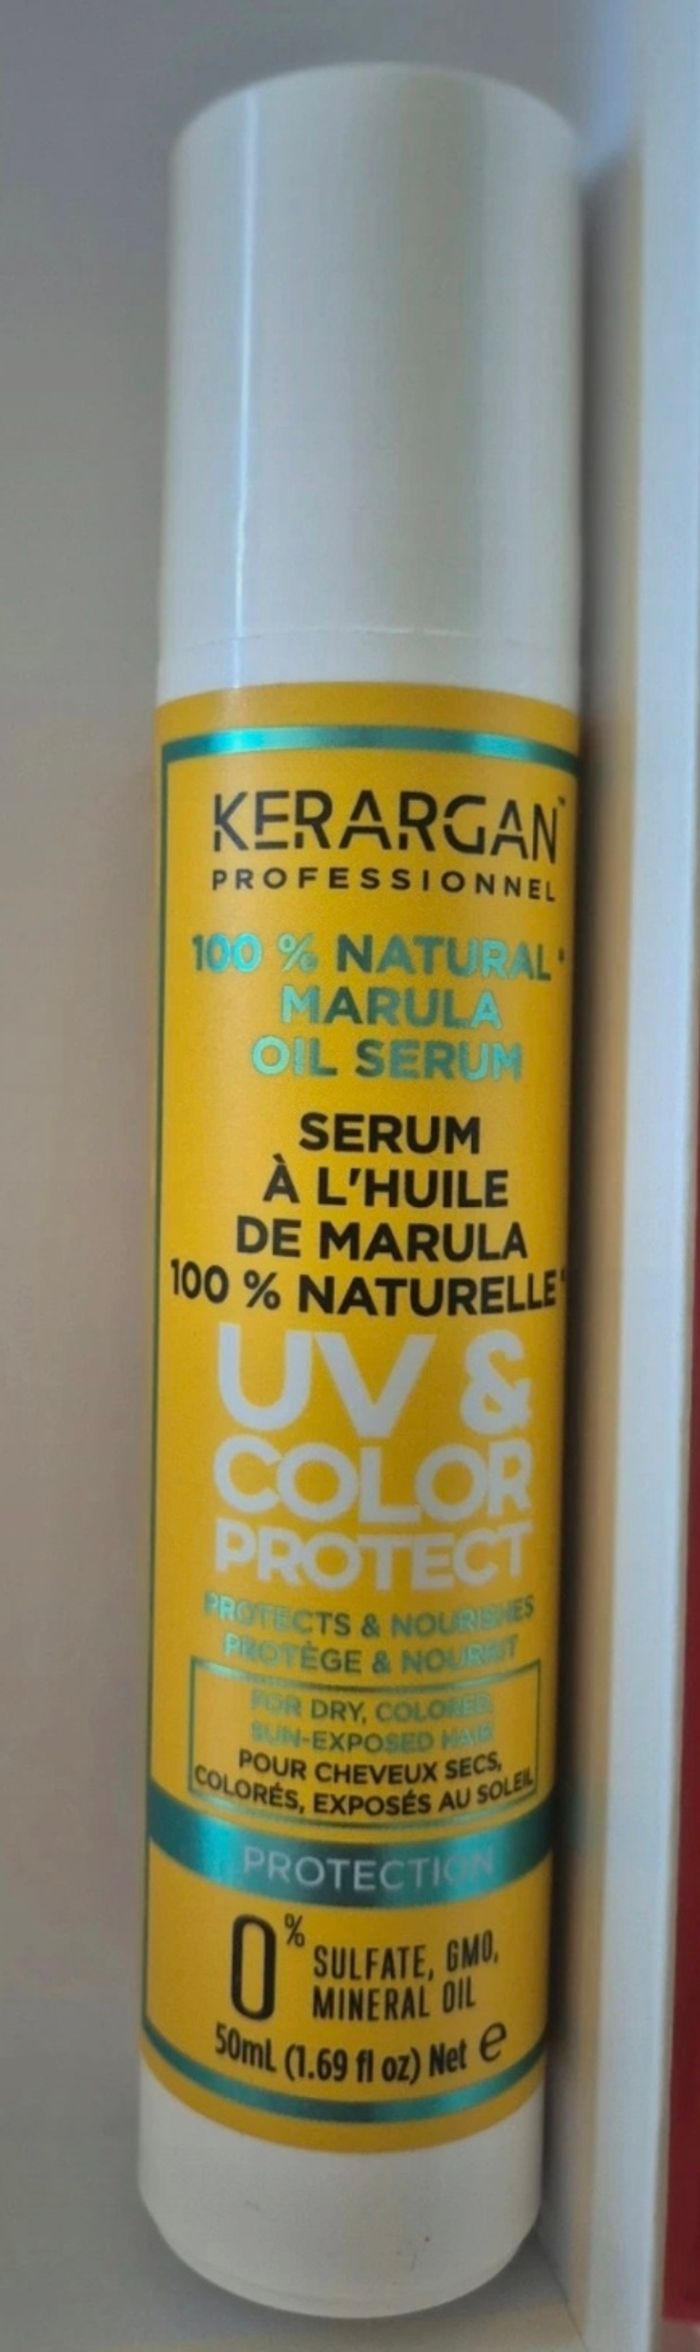 KERARGAN™
PROFESSIONNEL
100 % NATURAL*
MARULA
OIL SERUM
SERUM
À L'HUILE
DE MARULA
100 % NATURELLE*
UV &
COLOR
PROTECT
PROTECTS & NOURISHES
PROTÈGE & NOURRIT
FOR DRY, COLORED,
SUN-EXPOSED HAIR
POUR CHEVEUX SECS,
COLORÉS, EXPOSÉS AU SOLEIL
PROTECTION
0% SULFATE, GMO,
MINERAL OIL
50mL (1.69 fl oz) Net e